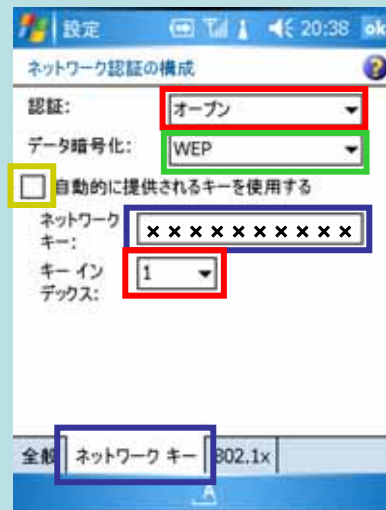 設定 20:38 ok
ネットワーク認証の構成
認証: オープン
データ暗号化: WEP
自動的に提供されるキーを使用する
ネットワーク キー: ××××××××××
キー インデックス: 1
全般 ネットワーク キー 802.1x